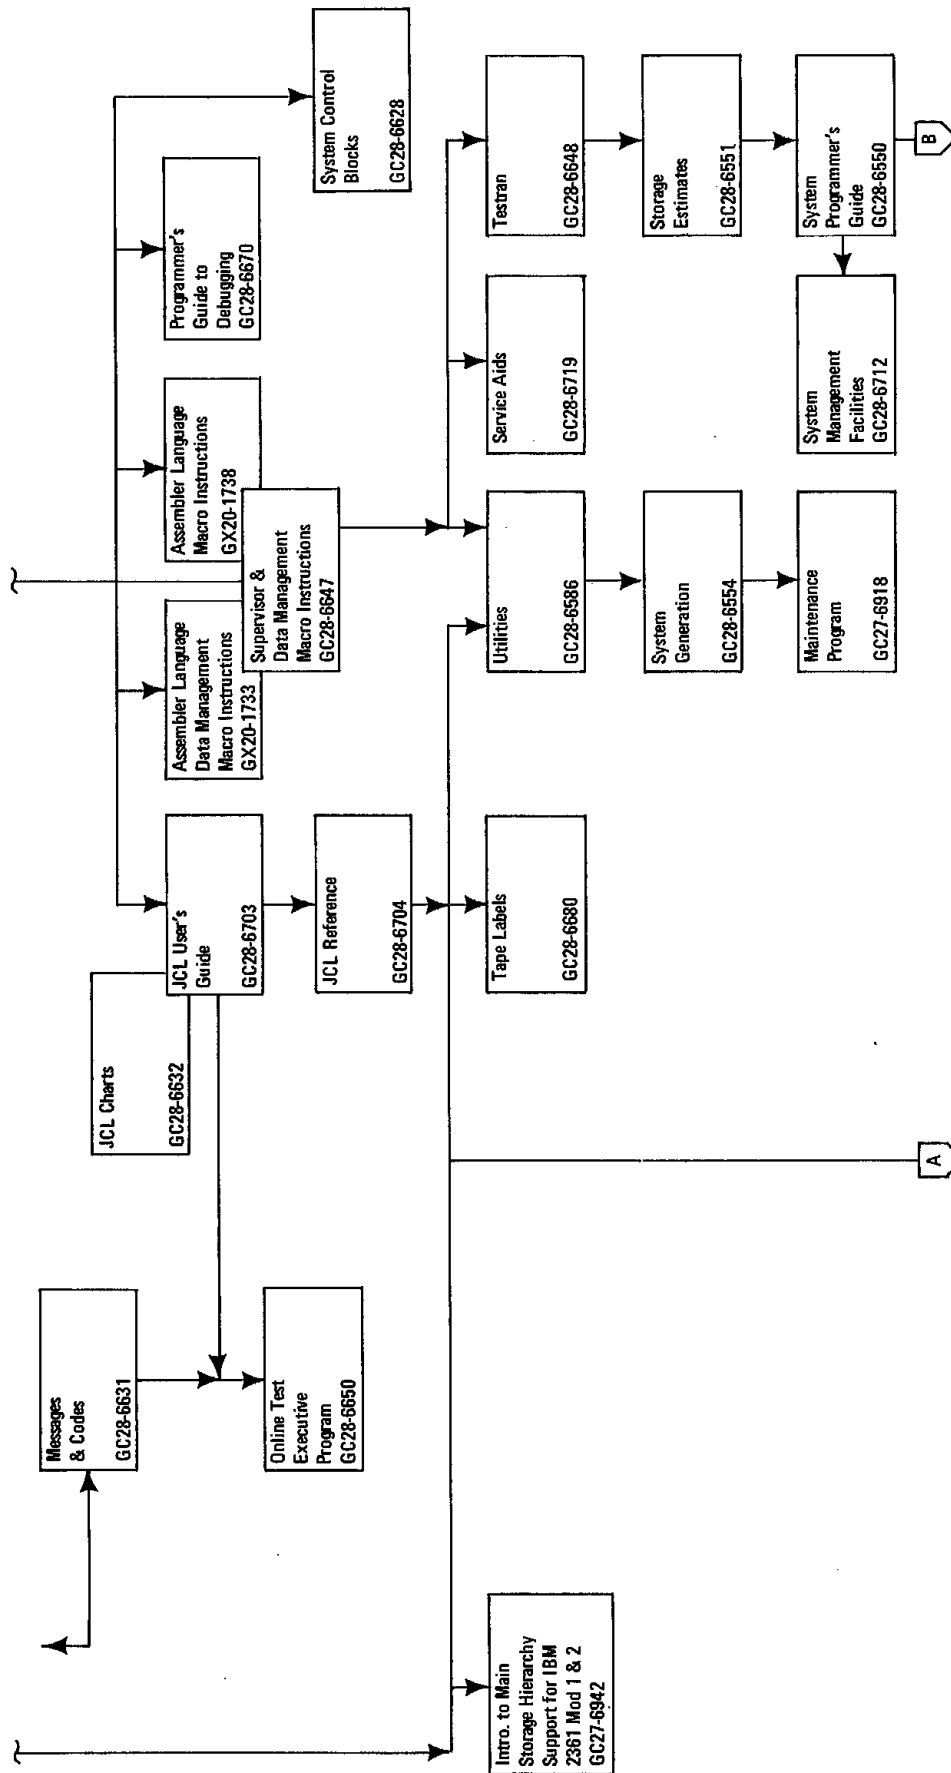 Messages
& Codes
GC28-6631
JCL Charts
GC28-6632
JCL User's
Guide
GC28-6703
Assembler Language
Data Management
Macro Instructions
GX20-1733
Assembler Language
Macro Instructions
GX20-1738
Programmer's
Guide to
Debugging
GC28-6670
Supervisor &
Data Management
Macro Instructions
GC28-6647
Online Test
Executive
Program
GC28-6650
JCL Reference
GC28-6704
System Control
Blocks
GC28-6628
Intro. to Main
Storage Hierarchy
Support for IBM
2361 Mod 1 & 2
GC27-6942
Tape Labels
GC28-6680
Utilities
GC28-6586
Service Aids
GC28-6719
Testran
GC28-6648
System
Generation
GC28-6554
Storage
Estimates
GC28-6551
Maintenance
Program
GC27-6918
System
Management
Facilities
GC28-6712
System
Programmer's
Guide
GC28-6550
A
B